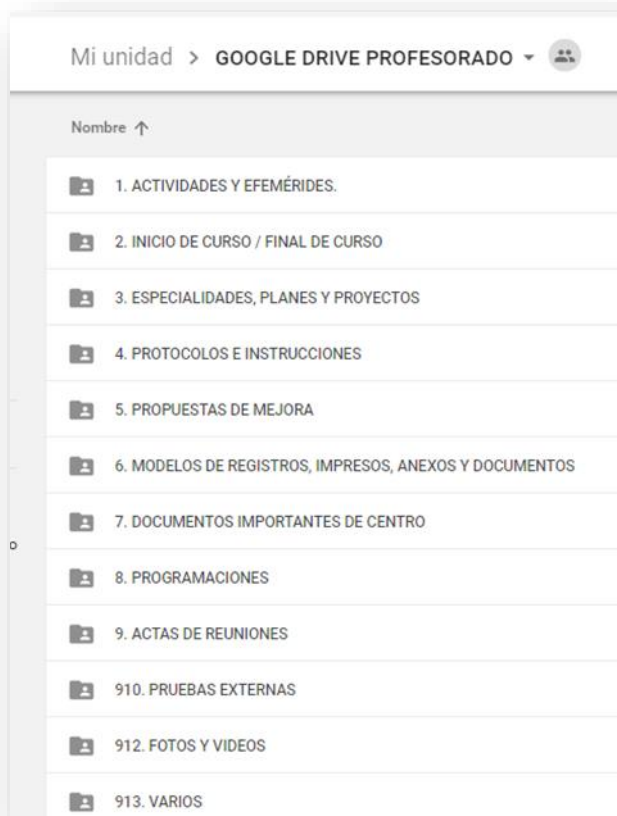 Mi unidad > GOOGLE DRIVE PROFESORADO
Nombre ↑
1. ACTIVIDADES Y EFEMÉRIDES.
2. INICIO DE CURSO / FINAL DE CURSO
3. ESPECIALIDADES, PLANES Y PROYECTOS
4. PROTOCOLOS E INSTRUCCIONES
5. PROPUESTAS DE MEJORA
6. MODELOS DE REGISTROS, IMPRESOS, ANEXOS Y DOCUMENTOS
7. DOCUMENTOS IMPORTANTES DE CENTRO
o
8. PROGRAMACIONES
9. ACTAS DE REUNIONES
910. PRUEBAS EXTERNAS
912. FOTOS Y VIDEOS
913. VARIOS